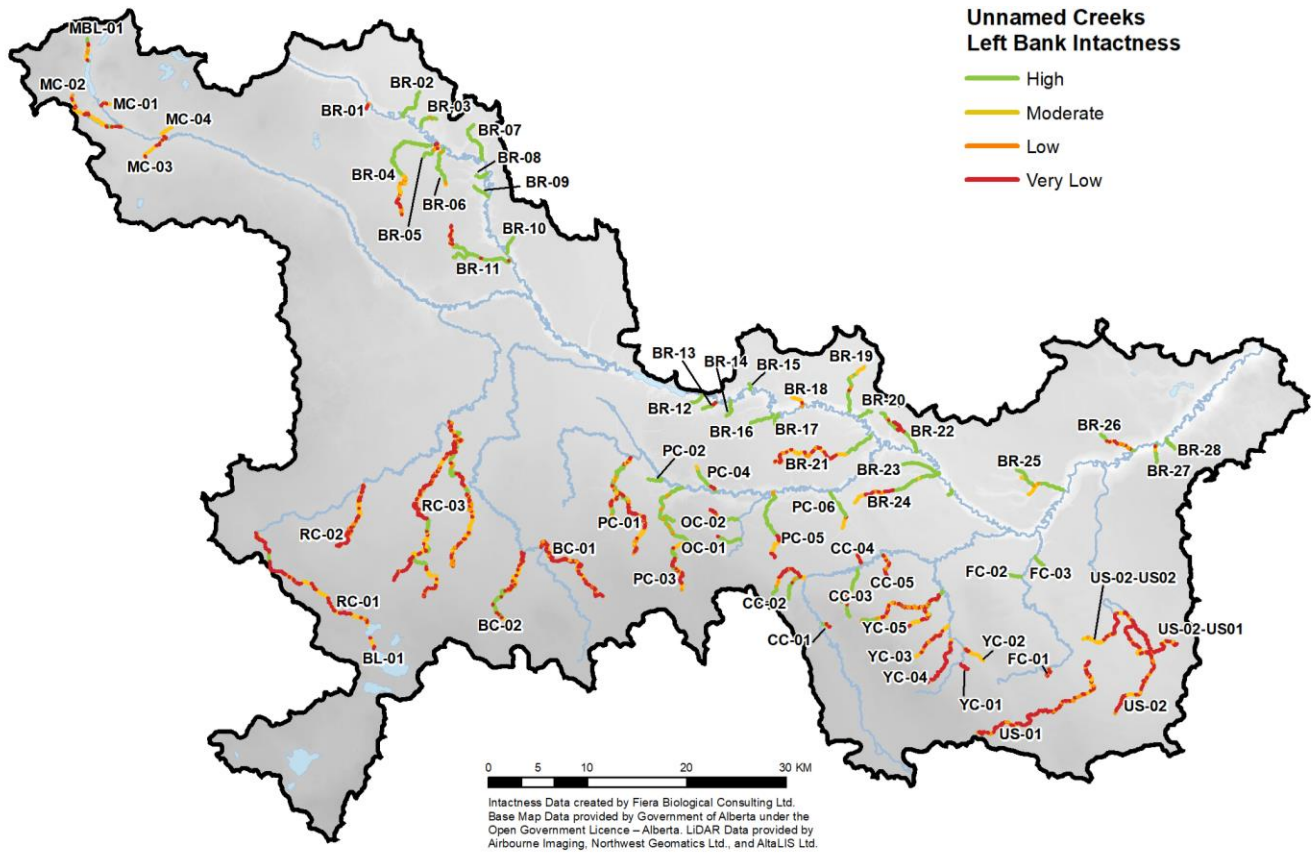 Unnamed Creeks
Left Bank Intactness
High
Moderate
Low
Very Low
MBL-01
MC-02
MC-01
MC-04
MC-03
BR-01
BR-02
BR-03
BR-07
BR-08
BR-09
BR-04
BR-06
BR-05
BR-10
BR-11
BR-13
BR-14
BR-15
BR-19
BR-18
BR-12
BR-16
BR-17
BR-20
BR-22
BR-26
BR-28
BR-27
PC-02
PC-04
BR-21
BR-23
BR-25
BR-24
RC-03
RC-02
PC-01
OC-02
PC-06
OC-01
PC-05
BC-01
CC-04
PC-03
CC-05
FC-02
FC-03
US-02-US02
RC-01
CC-02
CC-03
BC-02
US-02-US01
CC-01
YC-05
YC-02
BL-01
YC-03
FC-01
YC-04
YC-01
US-02
US-01
0 5 10 20 30 KM
Intactness Data created by Fiera Biological Consulting Ltd.
Base Map Data provided by Government of Alberta under the
Open Government Licence – Alberta. LiDAR Data provided by
Airbourne Imaging, Northwest Geomatics Ltd., and AltaLIS Ltd.